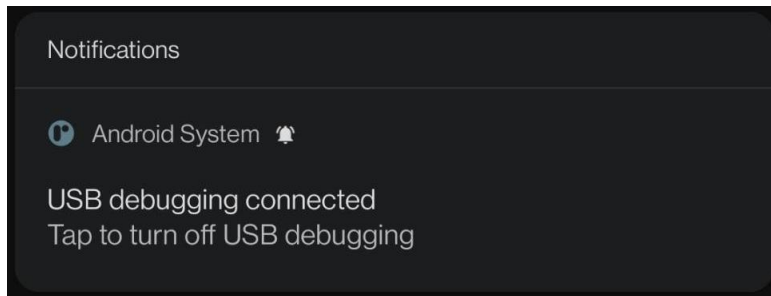 Notifications
Android System
USB debugging connected
Tap to turn off USB debugging